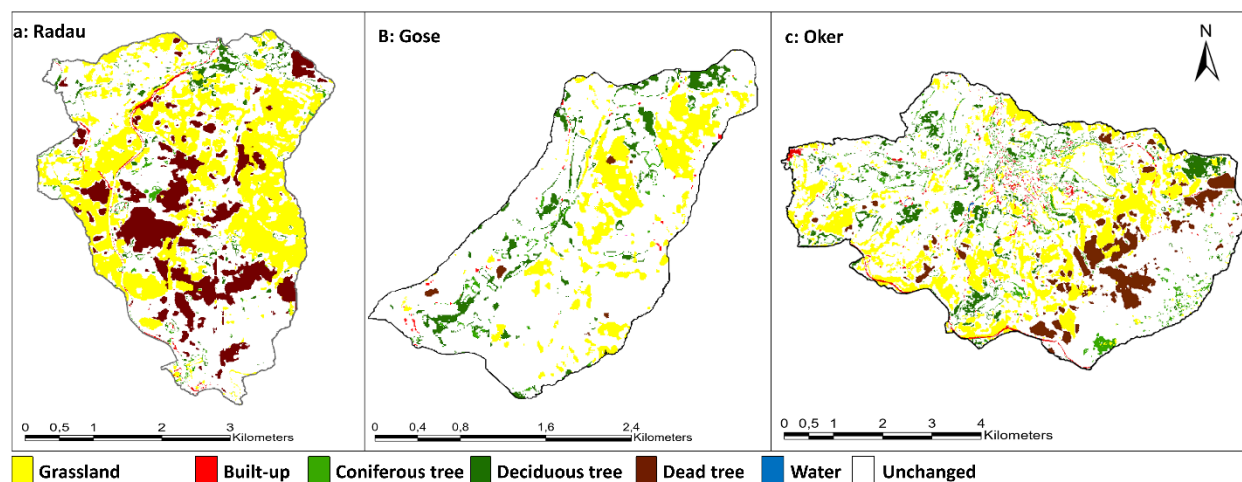 a: Radau
B: Gose
c: Oker
N
0 0,5 1 2 3 Kilometers
0 0,4 0,8 1,6 2,4 Kilometers
0 0,5 1 2 3 4 Kilometers
Grassland Built-up Coniferous tree Deciduous tree Dead tree Water Unchanged